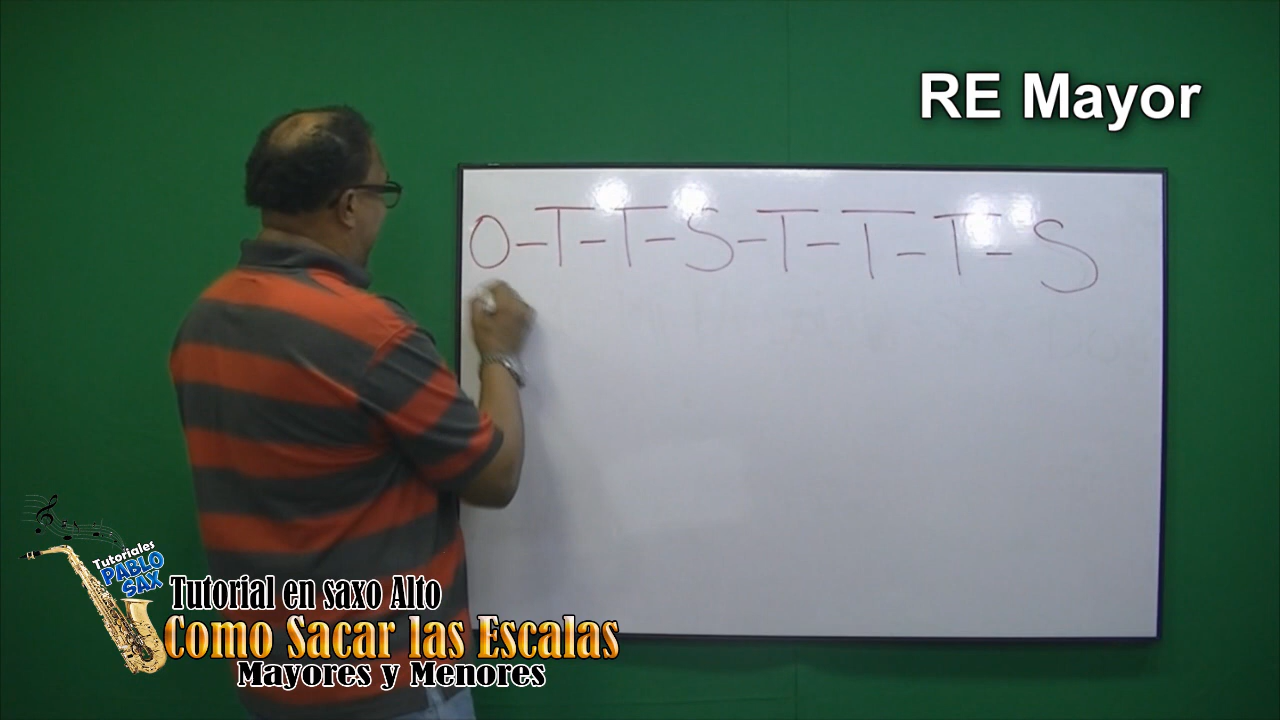 RE Mayor
O-T-T-S-T-T-T-S
Tutoriales
PABLO
SAX
Tutorial en saxo Alto
Como Sacar las Escalas
Mayores y Menores